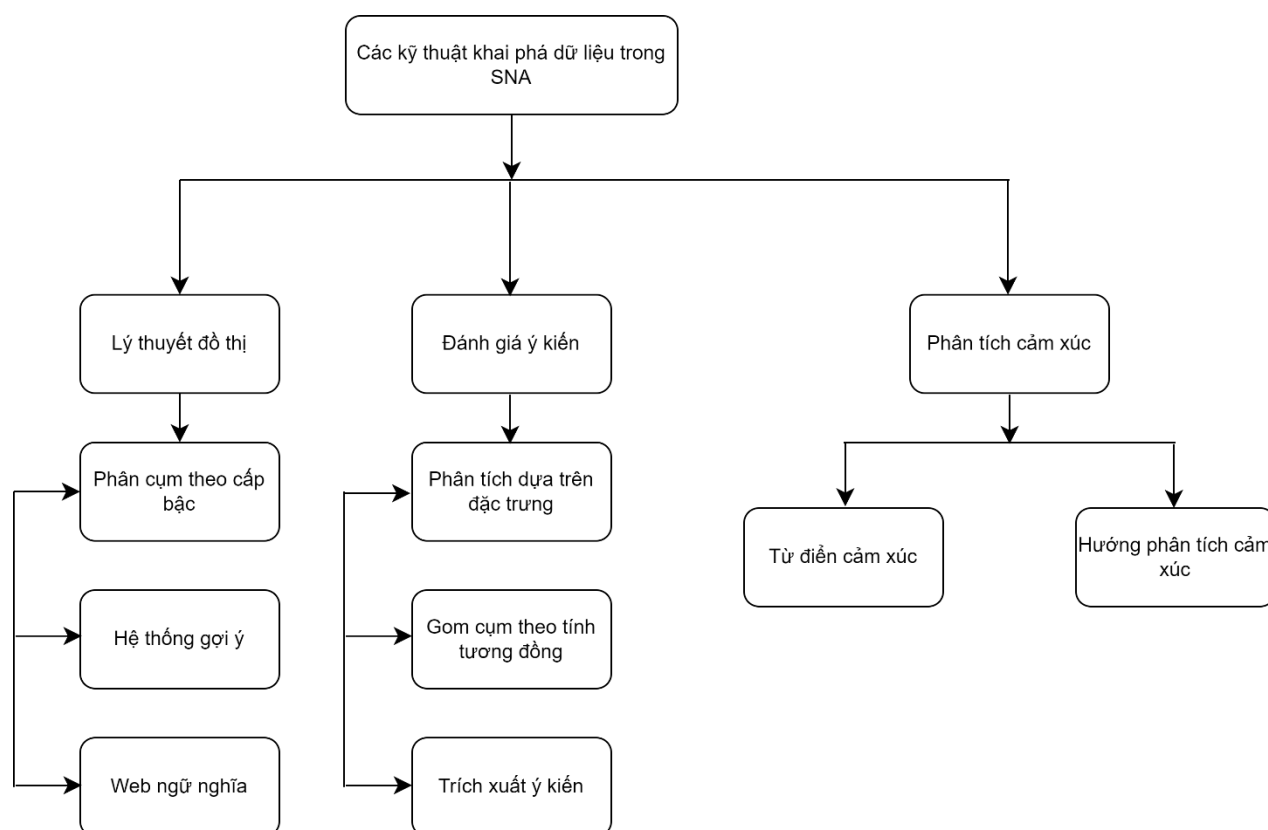 Các kỹ thuật khai phá dữ liệu trong
SNA
Lý thuyết đồ thị
Đánh giá ý kiến
Phân tích cảm xúc
Phân cụm theo cấp
bậc
Phân tích dựa trên
đặc trưng
Từ điển cảm xúc
Hướng phân tích cảm
xúc
Hệ thống gợi ý
Gom cụm theo tính
tương đồng
Web ngữ nghĩa
Trích xuất ý kiến